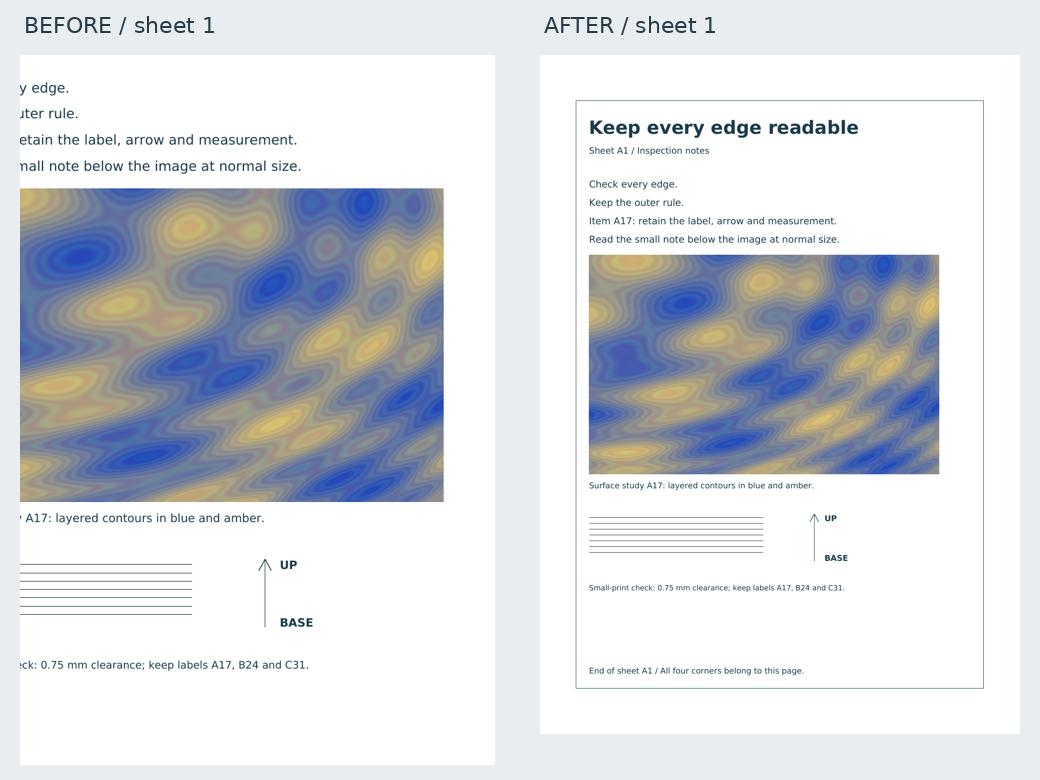 BEFORE / sheet 1
y edge.
uter rule.
etain the label, arrow and measurement.
mall note below the image at normal size.
A17: layered contours in blue and amber.
UP
BASE
ck: 0.75 mm clearance; keep labels A17, B24 and C31.
AFTER / sheet 1
Keep every edge readable
Sheet A1 / Inspection notes
Check every edge.
Keep the outer rule.
Item A17: retain the label, arrow and measurement.
Read the small note below the image at normal size.
Surface study A17: layered contours in blue and amber.
UP
BASE
Small-print check: 0.75 mm clearance; keep labels A17, B24 and C31.
End of sheet A1 / All four corners belong to this page.